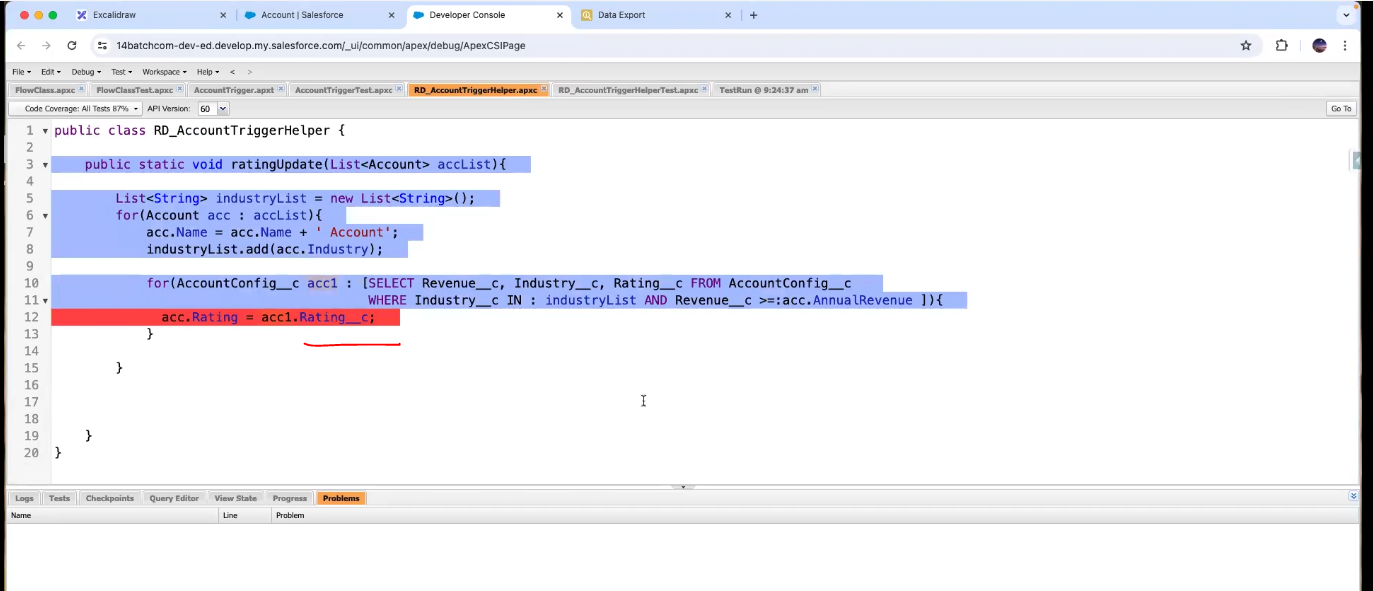 Excalidraw
Account | Salesforce
Developer Console
Data Export
14batchcom-dev-ed.develop.my.salesforce.com/_ui/common/apex/debug/ApexCSIPage
File Edit Debug Test Workspace Help < >
FlowClass.apxc FlowClassTest.apxc AccountTrigger.apxt AccountTriggerTest.apxc RD_AccountTriggerHelper.apxc RD_AccountTriggerHelperTest.apxc TestRun @ 9:24:37 am
Code Coverage: All Tests 87% API Version: 60 Go To
1 public class RD_AccountTriggerHelper {
2
3 public static void ratingUpdate(List<Account> accList){
4
5 List<String> industryList = new List<String>();
6 for(Account acc : accList){
7 acc.Name = acc.Name + ' Account';
8 industryList.add(acc.Industry);
9
10 for(AccountConfig__c acc1 : [SELECT Revenue__c, Industry__c, Rating__c FROM AccountConfig__c
11 WHERE Industry__c IN : industryList AND Revenue__c >=:acc.AnnualRevenue ]){
12 acc.Rating = acc1.Rating__c;
13 }
14
15 }
16
17
18
19 }
20 }
Logs Tests Checkpoints Query Editor View State Progress Problems
Name Line Problem